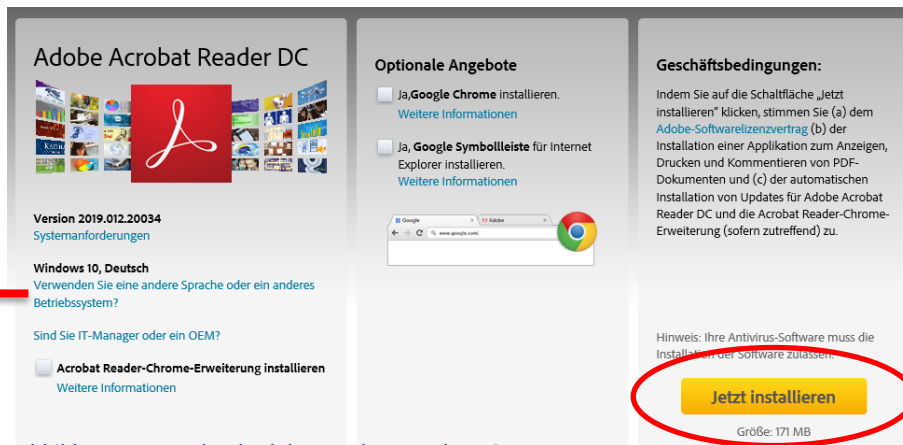 Adobe Acrobat Reader DC
Version 2019.012.20034
Systemanforderungen
Windows 10, Deutsch
Verwenden Sie eine andere Sprache oder ein anderes
Betriebssystem?
Sind Sie IT-Manager oder ein OEM?
Acrobat Reader-Chrome-Erweiterung installieren
Weitere Informationen
Optionale Angebote
Ja,Google Chrome installieren.
Weitere Informationen
Ja, Google Symbollleiste für Internet
Explorer installieren.
Weitere Informationen
Google
Adobe
www.google.com
Geschäftsbedingungen:
Indem Sie auf die Schaltfläche „Jetzt
installieren" klicken, stimmen Sie (a) dem
Adobe-Softwarelizenzvertrag (b) der
Installation einer Applikation zum Anzeigen,
Drucken und Kommentieren von PDF-
Dokumenten und (c) der automatischen
Installation von Updates für Adobe Acrobat
Reader DC und die Acrobat Reader-Chrome-
Erweiterung (sofern zutreffend) zu.
Hinweis: Ihre Antivirus-Software muss die
Installation der Software zulassen.
Jetzt installieren
Größe: 171 MB